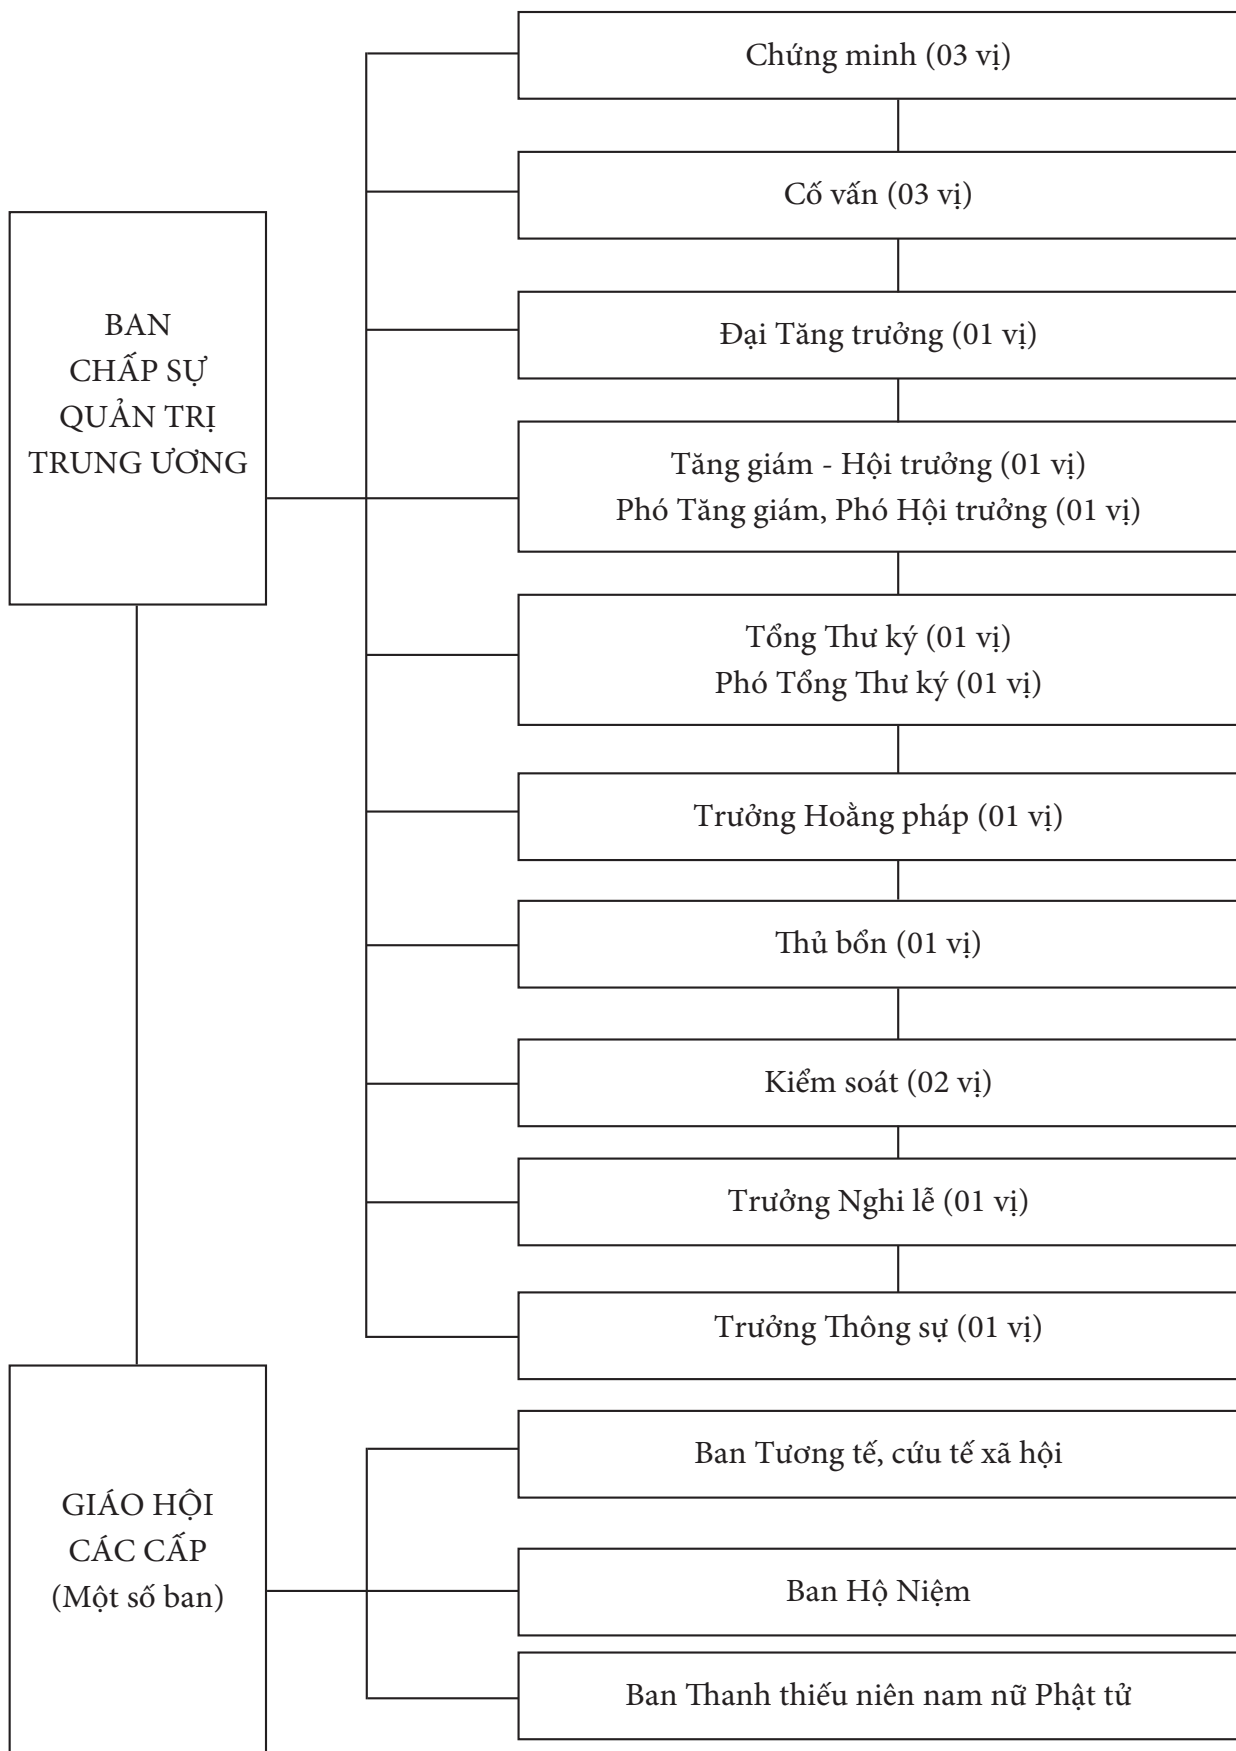 BAN
CHẤP SỰ
QUẢN TRỊ
TRUNG ƯƠNG
Chứng minh (03 vị)
Cố vấn (03 vị)
Đại Tăng trưởng (01 vị)
Tăng giám - Hội trưởng (01 vị)
Phó Tăng giám, Phó Hội trưởng (01 vị)
Tổng Thư ký (01 vị)
Phó Tổng Thư ký (01 vị)
Trưởng Hoằng pháp (01 vị)
Thủ bổn (01 vị)
Kiểm soát (02 vị)
Trưởng Nghi lễ (01 vị)
Trưởng Thông sự (01 vị)
GIÁO HỘI
CÁC CẤP
(Một số ban)
Ban Tương tế, cứu tế xã hội
Ban Hộ Niệm
Ban Thanh thiếu niên nam nữ Phật tử